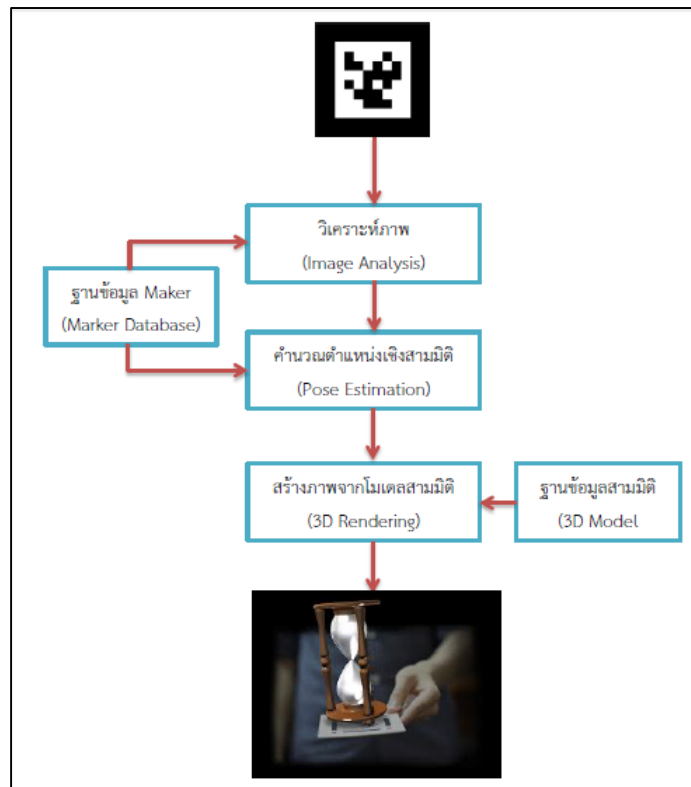 วิเคราะห์ภาพ
(Image Analysis)
ฐานข้อมูล Maker
(Marker Database)
คำนวณตำแหน่งเชิงสามมิติ
(Pose Estimation)
สร้างภาพจากโมเดลสามมิติ
(3D Rendering)
ฐานข้อมูลสามมิติ
(3D Model